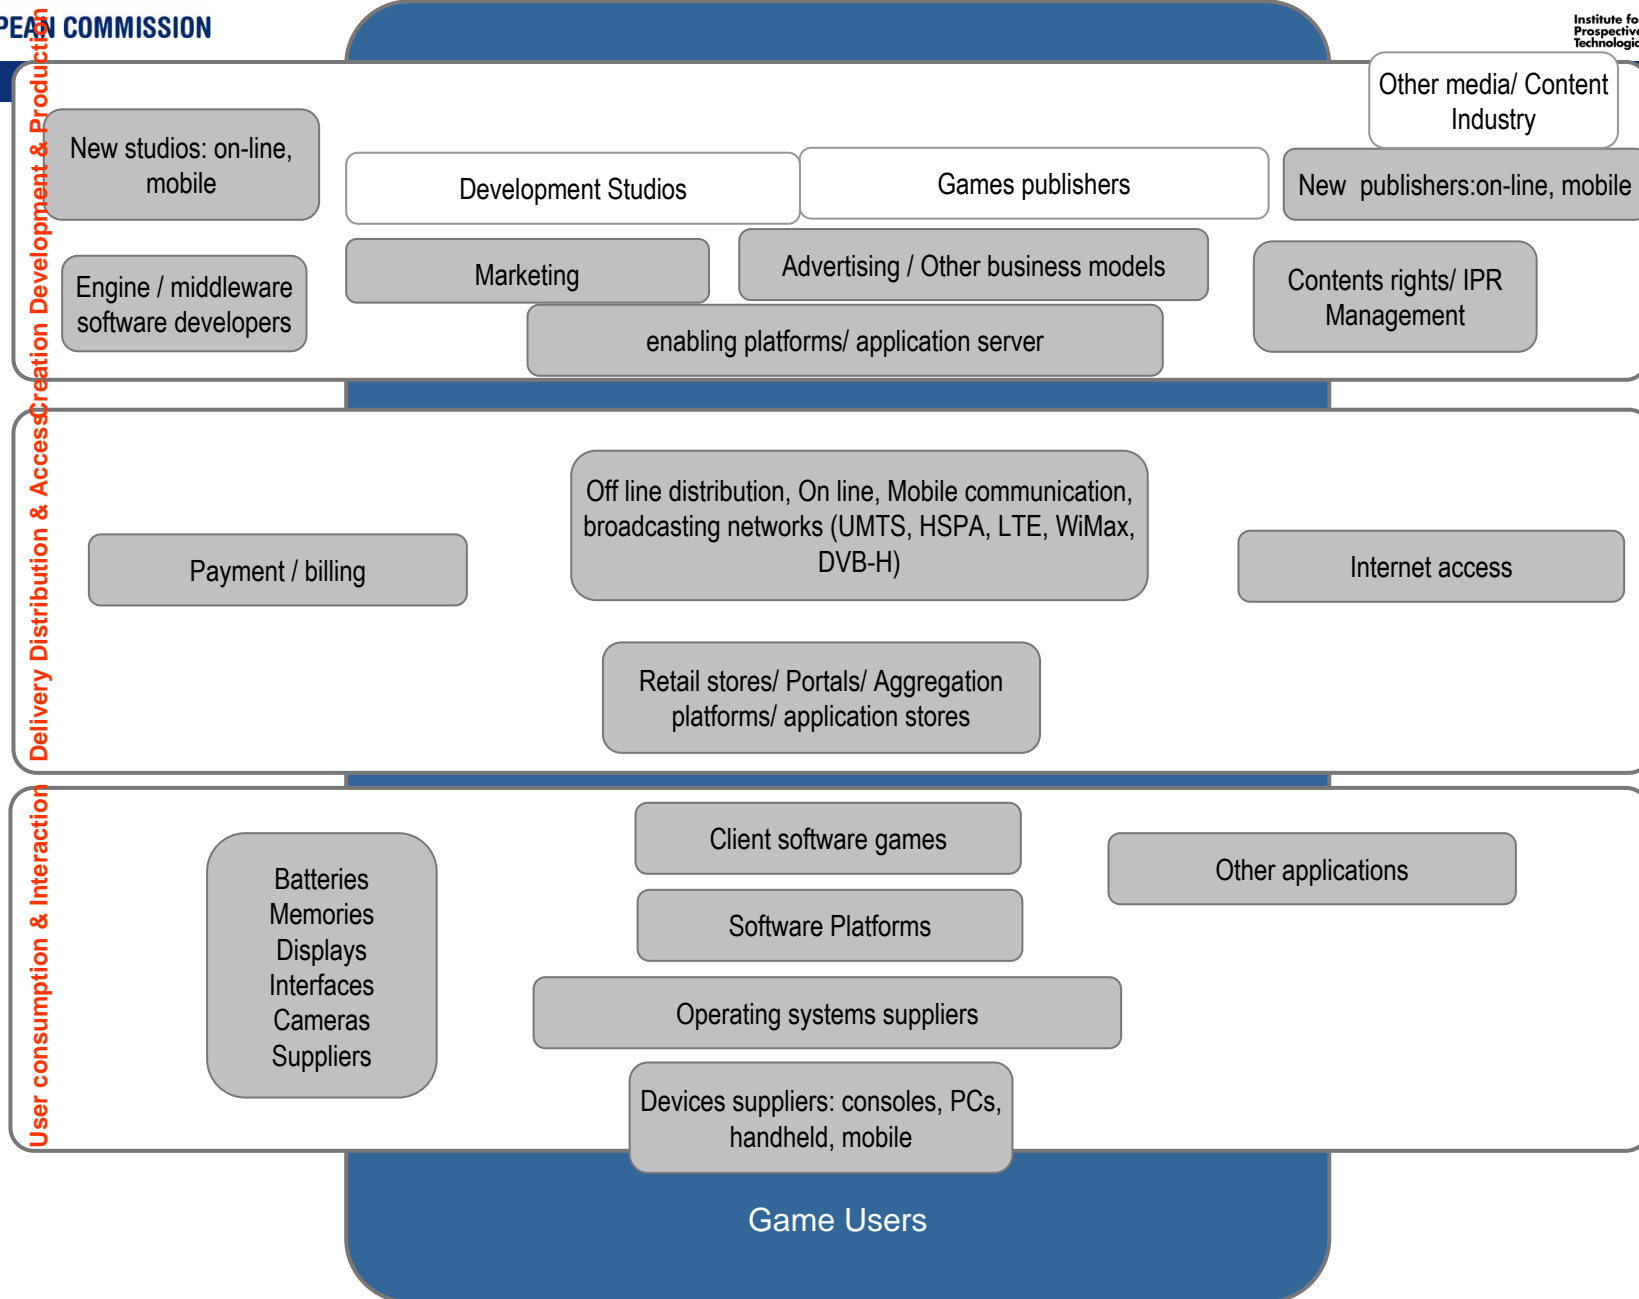 PEAN COMMISSION
Institute fo
Prospective
Technologic
Creation Development & Production
Other media/ Content
Industry
New studios: on-line,
mobile
Development Studios
Games publishers
New  publishers:on-line, mobile
Engine / middleware
software developers
Marketing
Advertising / Other business models
Contents rights/ IPR
Management
enabling platforms/ application server
Delivery Distribution & Access
Off line distribution, On line, Mobile communication,
broadcasting networks (UMTS, HSPA, LTE, WiMax,
DVB-H)
Payment / billing
Internet access
Retail stores/ Portals/ Aggregation
platforms/ application stores
User consumption & Interaction
Batteries
Memories
Displays
Interfaces
Cameras
Suppliers
Client software games
Other applications
Software Platforms
Operating systems suppliers
Devices suppliers: consoles, PCs,
handheld, mobile
Game Users